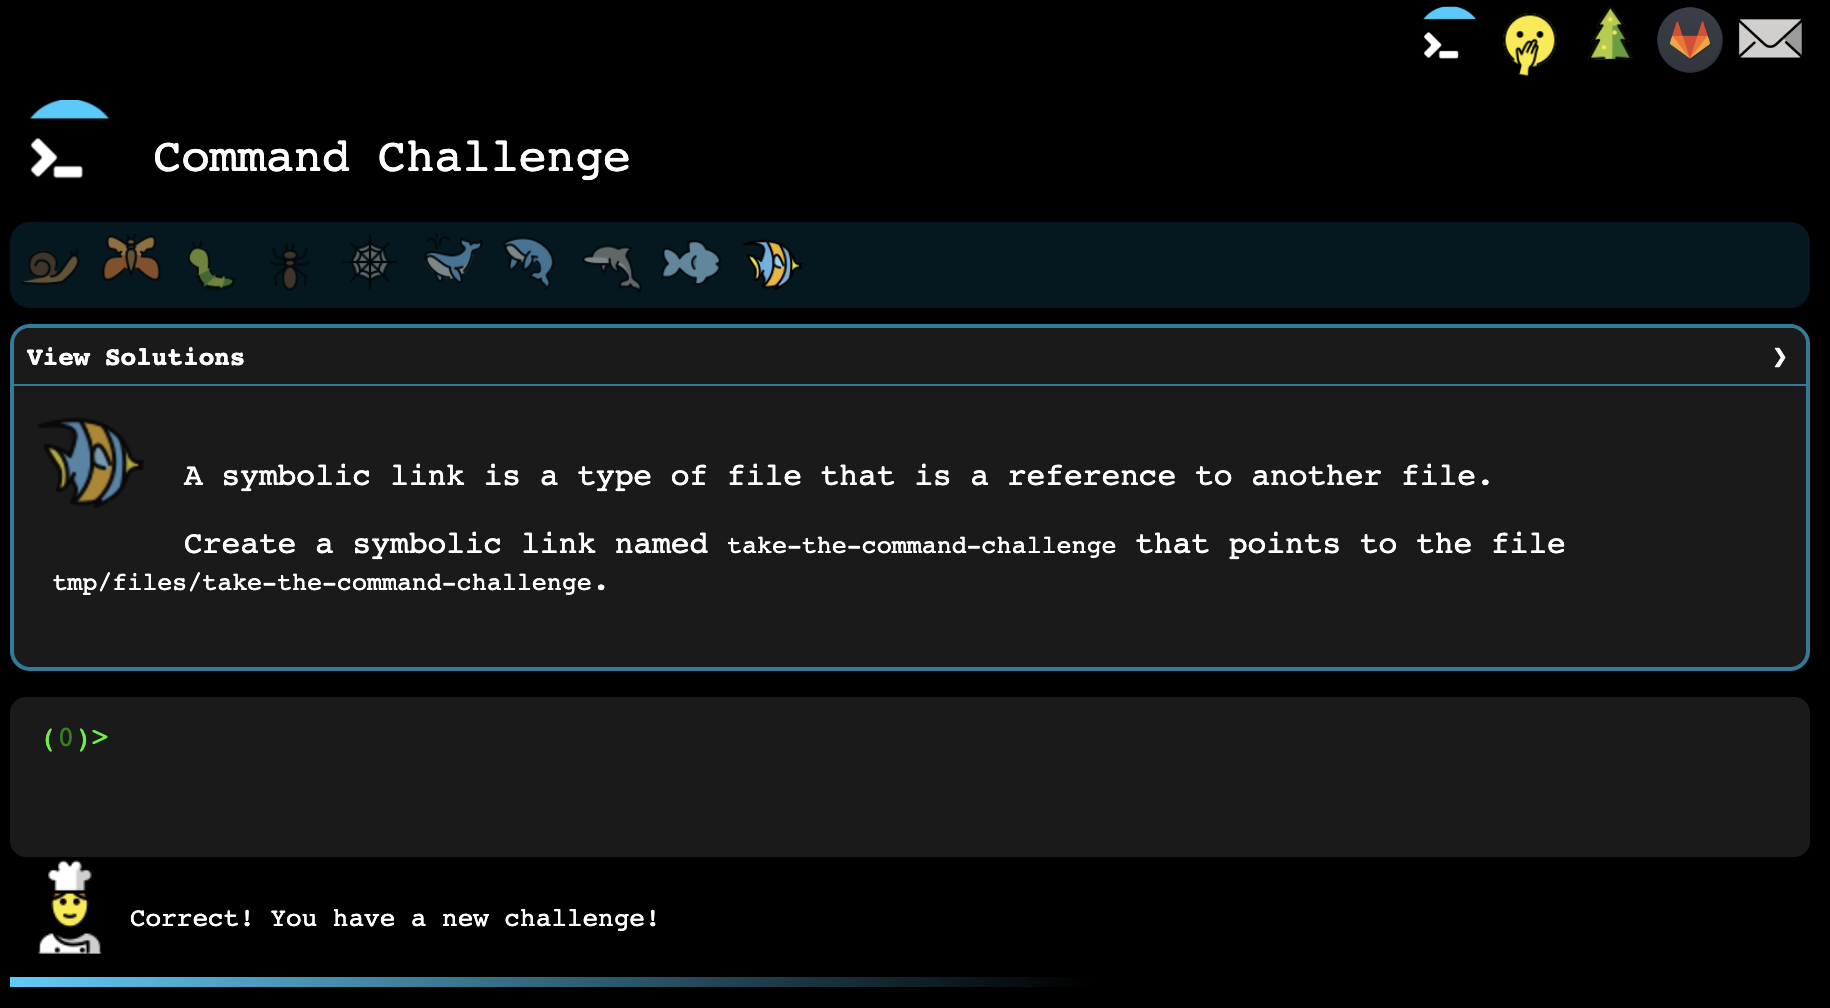 Command Challenge
View Solutions ❯
A symbolic link is a type of file that is a reference to another file.
Create a symbolic link named take-the-command-challenge that points to the file
tmp/files/take-the-command-challenge.
(0)>
Correct! You have a new challenge!